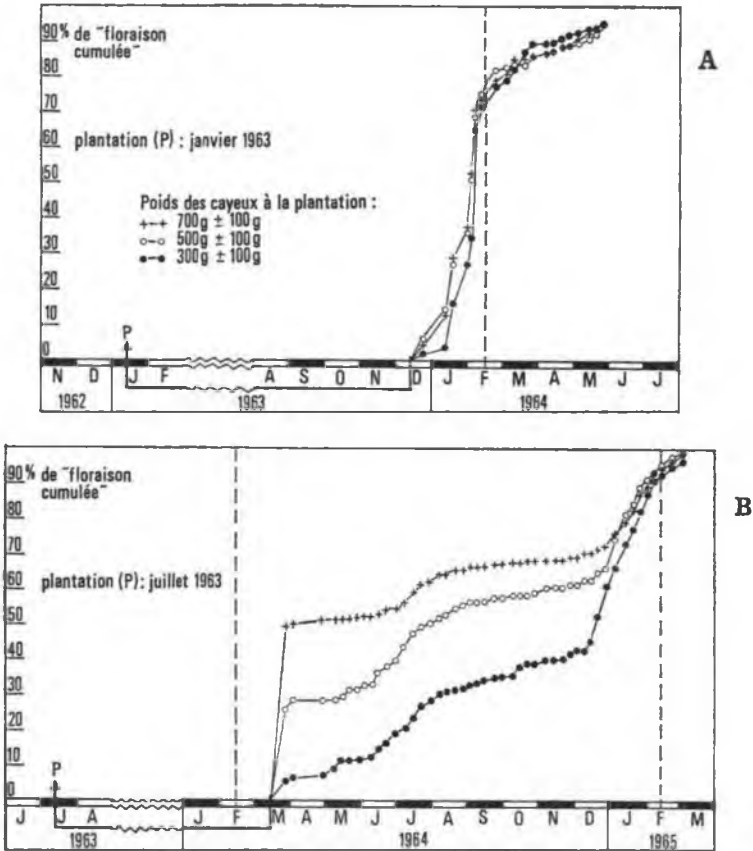 A
90% de "floraison
cumulée"
80
70
plantation (P) : janvier 1963
60
50
Poids des cayeux à la plantation :
40
700g ± 100g
500g ± 100g
30
300g ± 100g
20
10
P
0
N D J F A S O N D J F M A M J J
1962 1963 1964
B
90% de "floraison
cumulée"
80
70
plantation (P) : juillet 1963
60
50
40
30
20
10
P
0
J J A J F M A M J J A S O N D J F M
1963 1964 1965